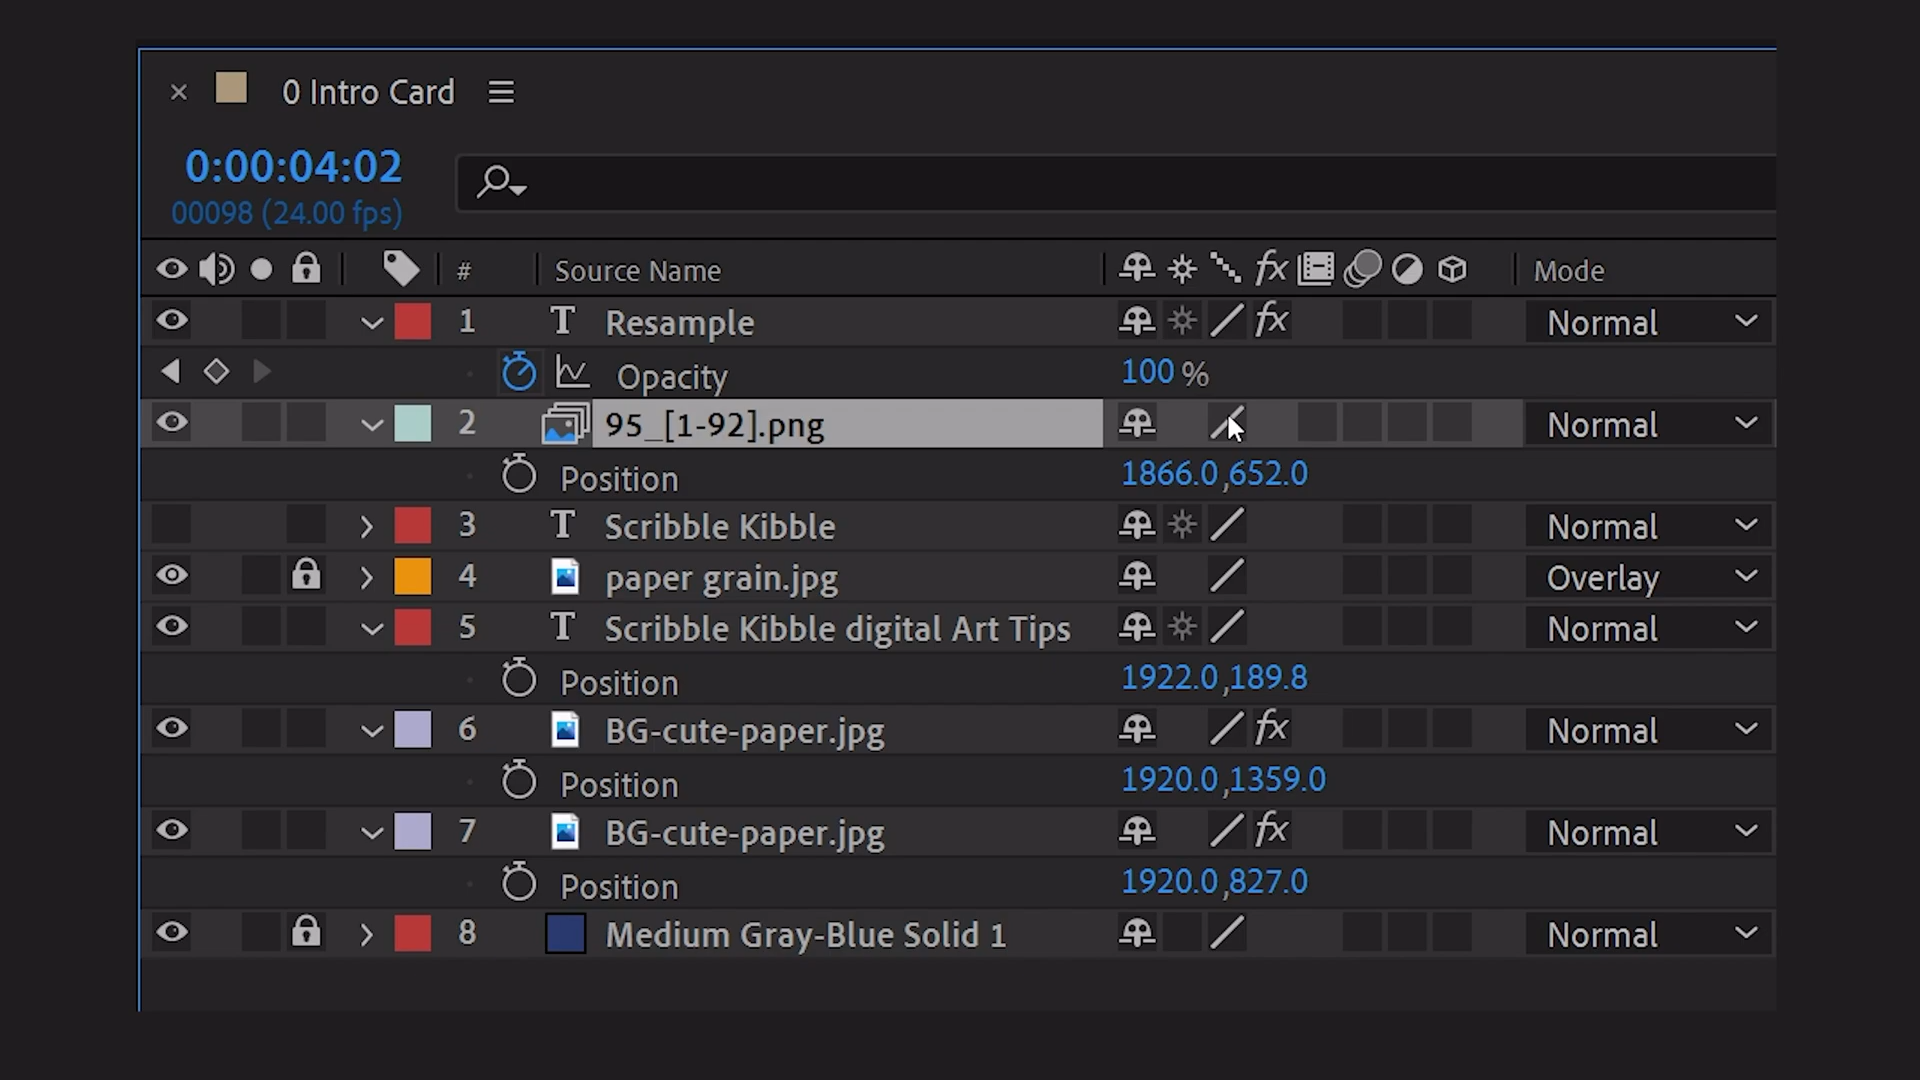 0 Intro Card
0:00:04:02
00098 (24.00 fps)
# Source Name fx Mode
1 T Resample fx Normal
Opacity 100 %
2 95_[1-92].png Normal
Position 1866.0,652.0
3 T Scribble Kibble Normal
4 paper grain.jpg Overlay
5 T Scribble Kibble digital Art Tips Normal
Position 1922.0,189.8
6 BG-cute-paper.jpg fx Normal
Position 1920.0,1359.0
7 BG-cute-paper.jpg fx Normal
Position 1920.0,827.0
8 Medium Gray-Blue Solid 1 Normal